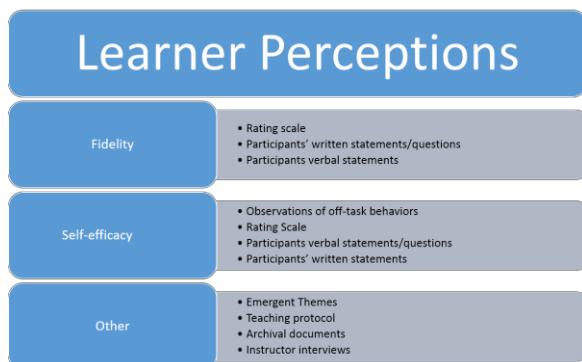 Learner Perceptions
Fidelity
• Rating scale
• Participants' written statements/questions
• Participants verbal statements
Self-efficacy
• Observations of off-task behaviors
• Rating Scale
• Participants verbal statements/questions
• Participants' written statements
Other
• Emergent Themes
• Teaching protocol
• Archival documents
• Instructor interviews